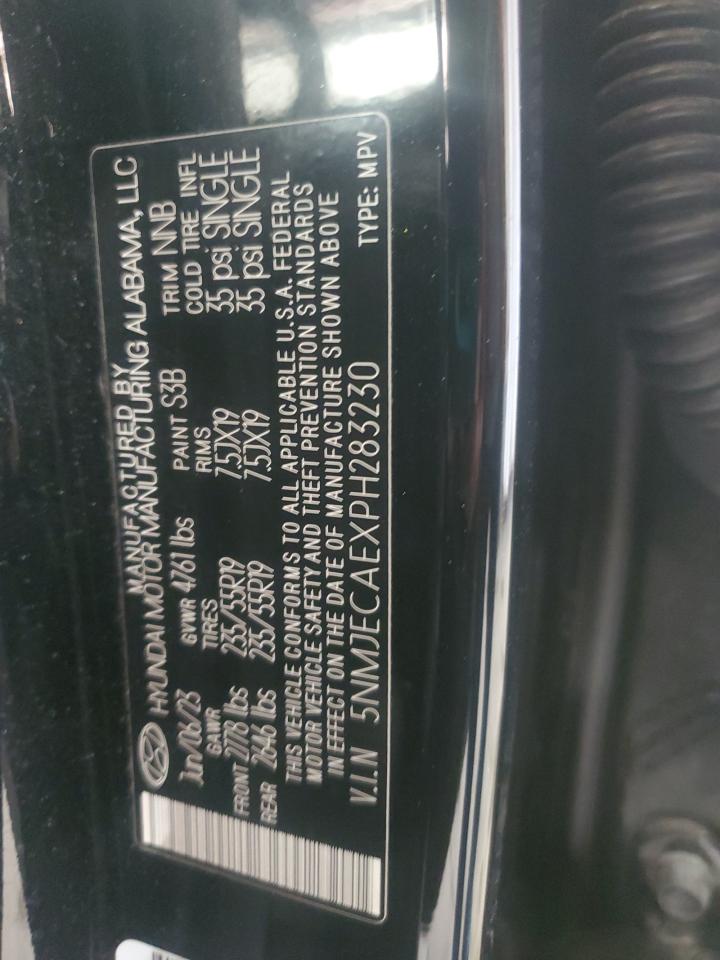 MANUFACTURED BY
HYUNDAI MOTOR MANUFACTURING ALABAMA, LLC
Jun/06/23 GVWR 4761 lbs PAINT S3B TRIM NNB
GAWR TIRES RIMS COLD TIRE INFL
FRONT 2778 lbs 235/55R19 7.5JX19 35 psi SINGLE
REAR 2646 lbs 235/55R19 7.5JX19 35 psi SINGLE
THIS VEHICLE CONFORMS TO ALL APPLICABLE U.S.A. FEDERAL
MOTOR VEHICLE SAFETY AND THEFT PREVENTION STANDARDS
IN EFFECT ON THE DATE OF MANUFACTURE SHOWN ABOVE
V.I.N 5NMJECAEXPH283230 TYPE: MPV